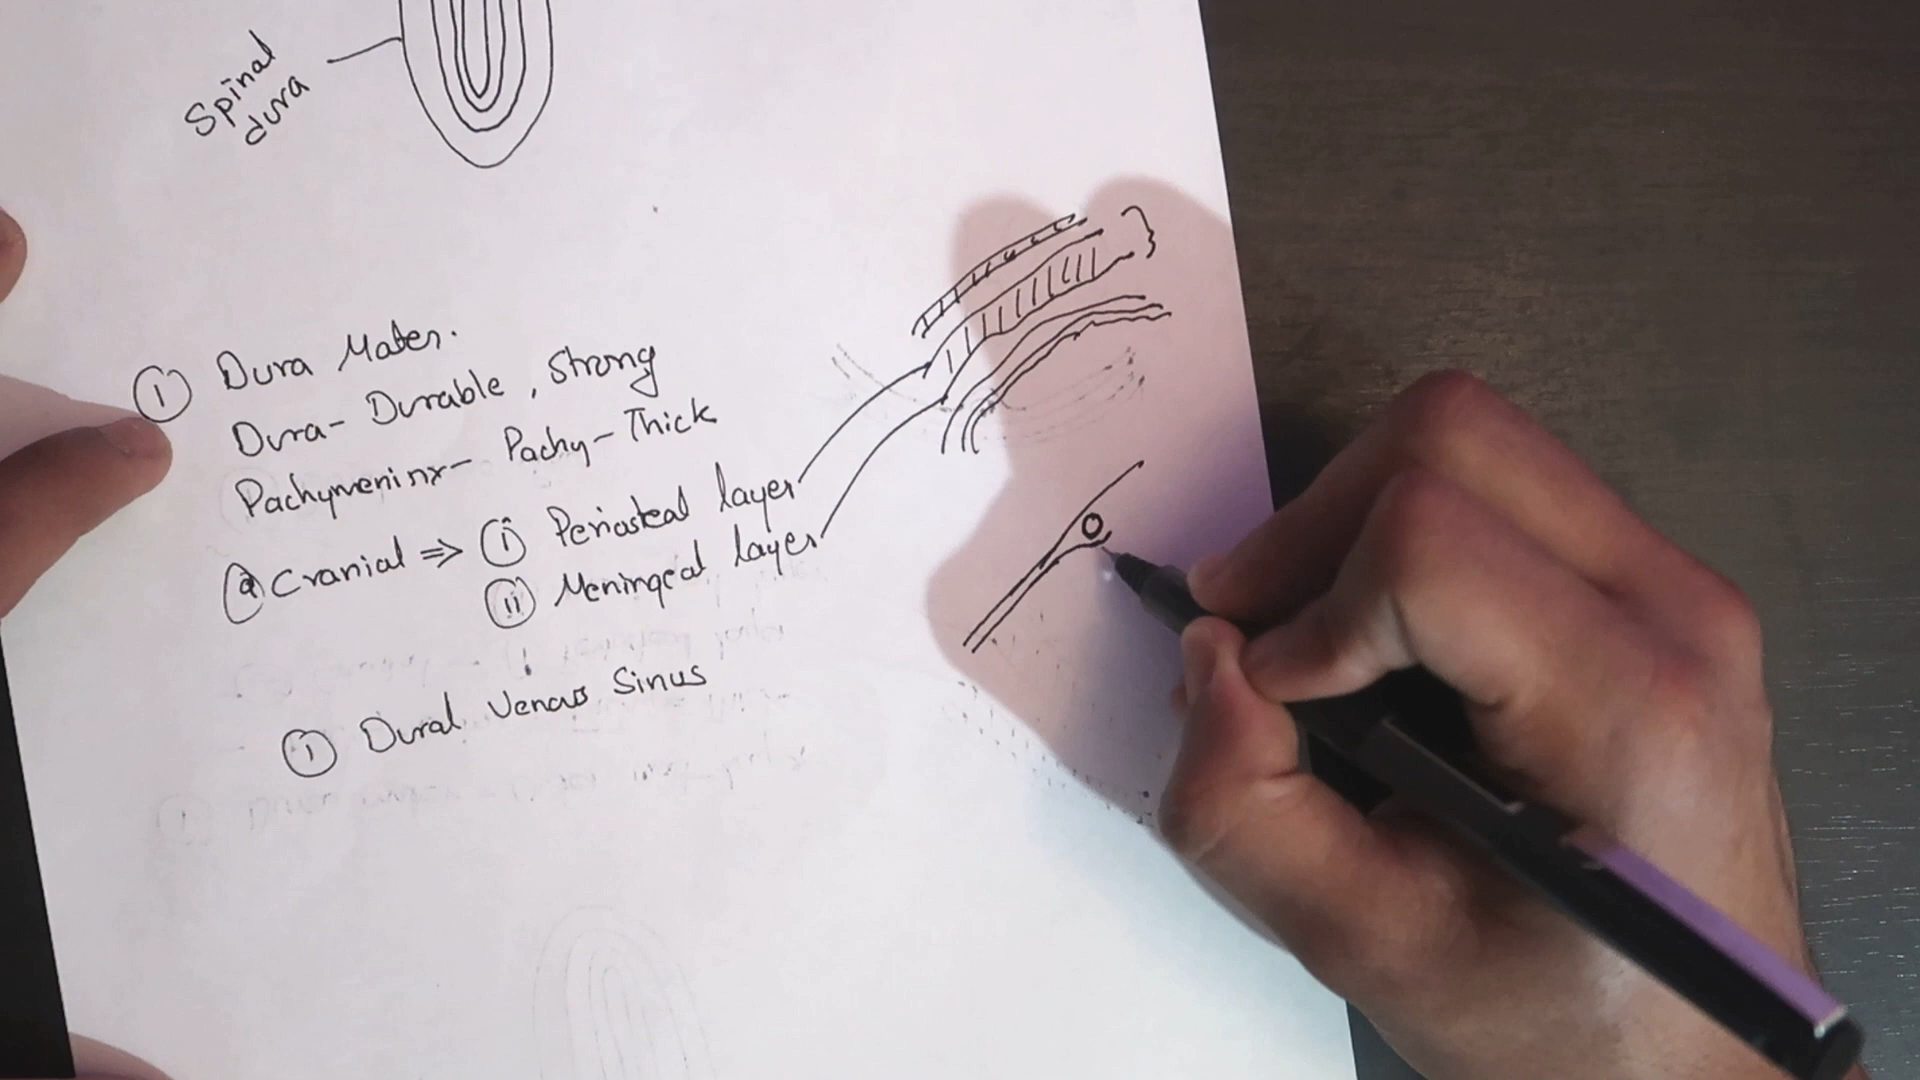 Spinal
dura
① Dura Mater.
Dura- Durable, Strong
Pachymeninx- Pachy-Thick
ⓐ Cranial ⇒ ⓘ Periosteal layer
ⓘⓘ Meningeal layer
① Dural Venous Sinus